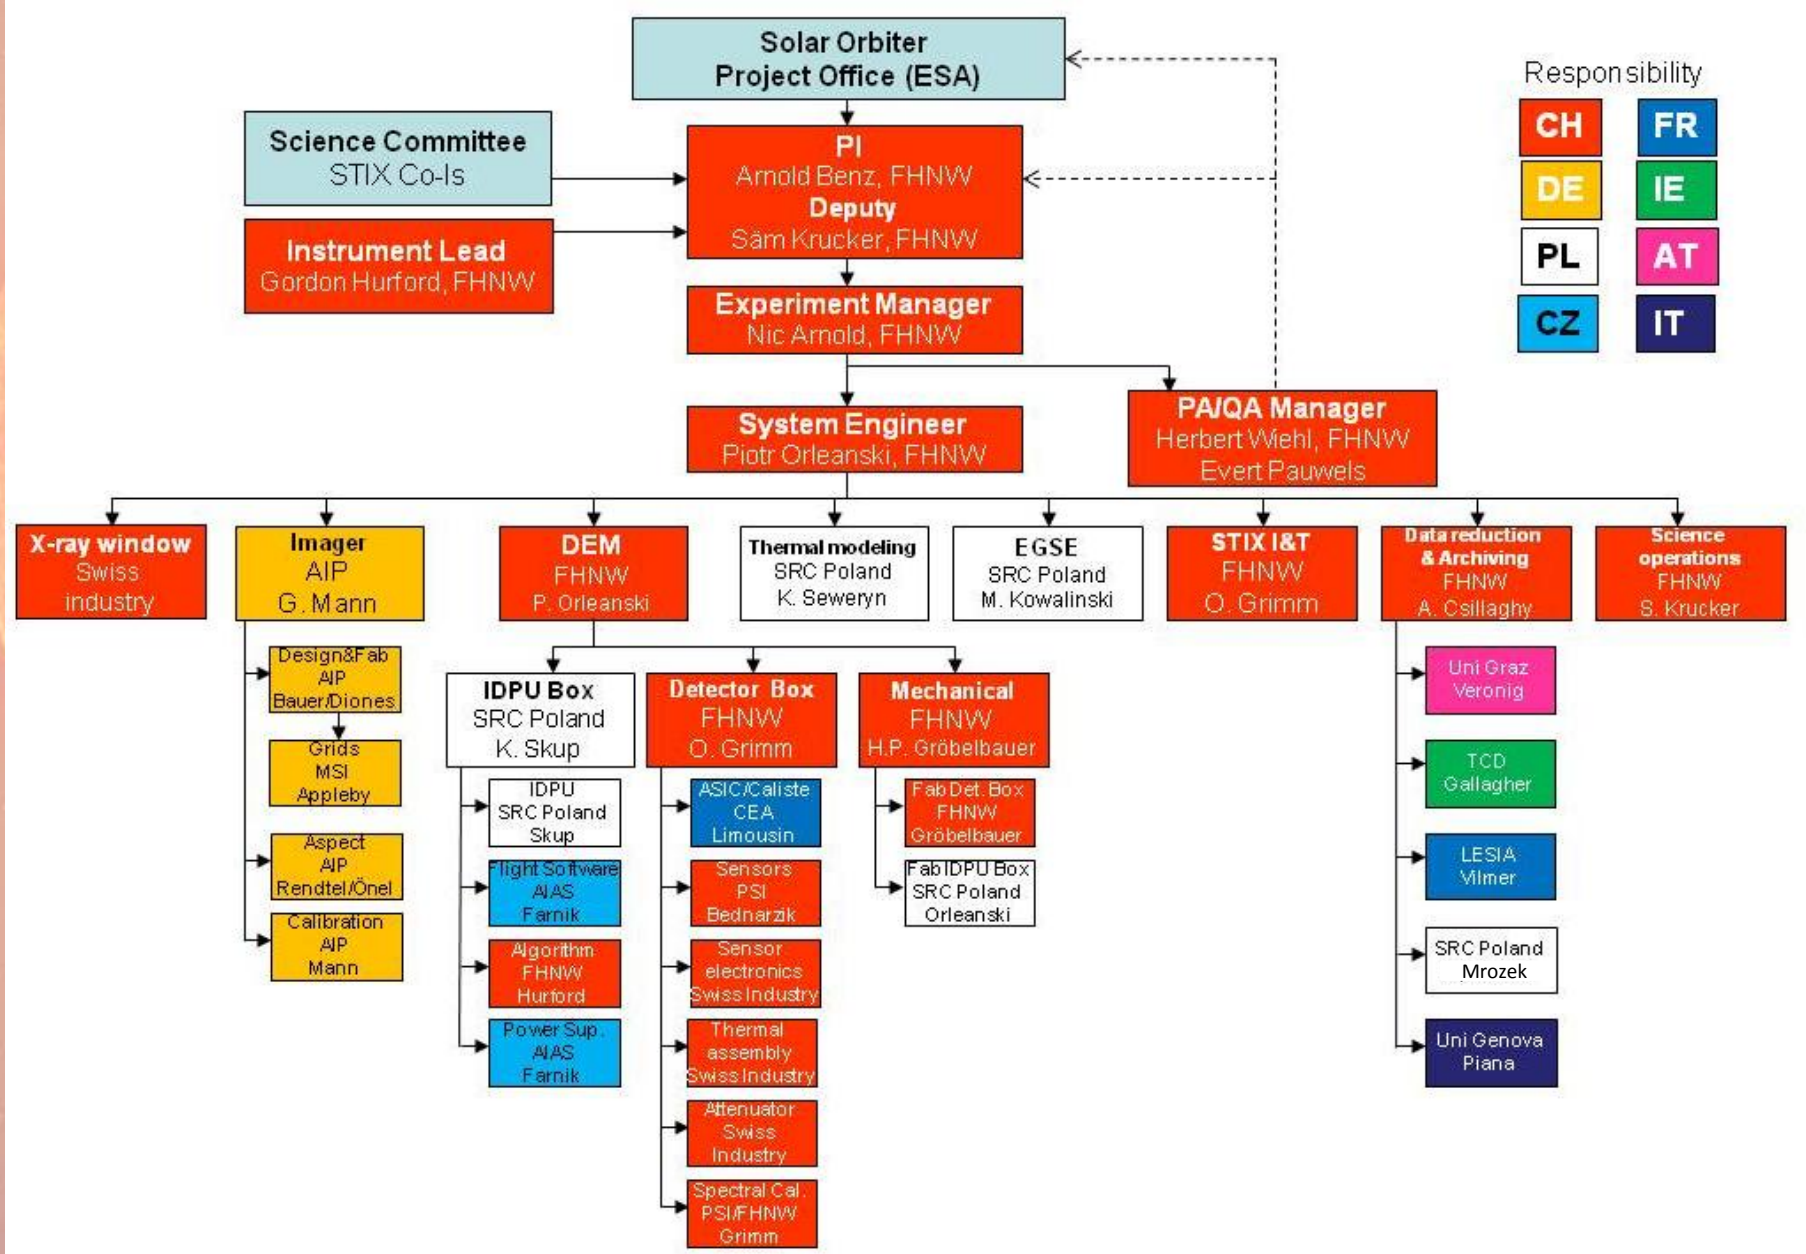 Solar Orbiter
Project Office (ESA)
Responsibility
CH
FR
DE
IE
PL
AT
CZ
IT
Science Committee
STIX Co-Is
PI
Arnold Benz, FHNW
Deputy
Säm Krucker, FHNW
Instrument Lead
Gordon Hurford, FHNW
Experiment Manager
Nic Arnold, FHNW
System Engineer
Piotr Orleanski, FHNW
PA/QA Manager
Herbert Wiehl, FHNW
Evert Pauwels
X-ray window
Swiss
industry
Imager
AIP
G. Mann
DEM
FHNW
P. Orleanski
Thermal modeling
SRC Poland
K. Seweryn
EGSE
SRC Poland
M. Kowalinski
STIX I&T
FHNW
O. Grimm
Data reduction
& Archiving
FHNW
A. Csillaghy
Science
operations
FHNW
S. Krucker
Design&Fab
AIP
Bauer/Diones
Grids
MSI
Appleby
Aspect
AIP
Rendtel/Önel
Calibration
AIP
Mann
IDPU Box
SRC Poland
K. Skup
IDPU
SRC Poland
Skup
Flight Software
AIAS
Farnik
Algorithm
FHNW
Hurford
Power Sup.
AIAS
Farnik
Detector Box
FHNW
O. Grimm
ASIC/Caliste
CEA
Limousin
Sensors
PSI
Bednarzik
Sensor
electronics
Swiss Industry
Thermal
assembly
Swiss Industry
Attenuator
Swiss
Industry
Spectral Cal.
PSI/FHNW
Grimm
Mechanical
FHNW
H.P. Gröbelbauer
Fab Det. Box
FHNW
Gröbelbauer
Fab IDPU Box
SRC Poland
Orleanski
Uni Graz
Veronig
TCD
Gallagher
LESIA
Vilmer
SRC Poland
Mrozek
Uni Genova
Piana